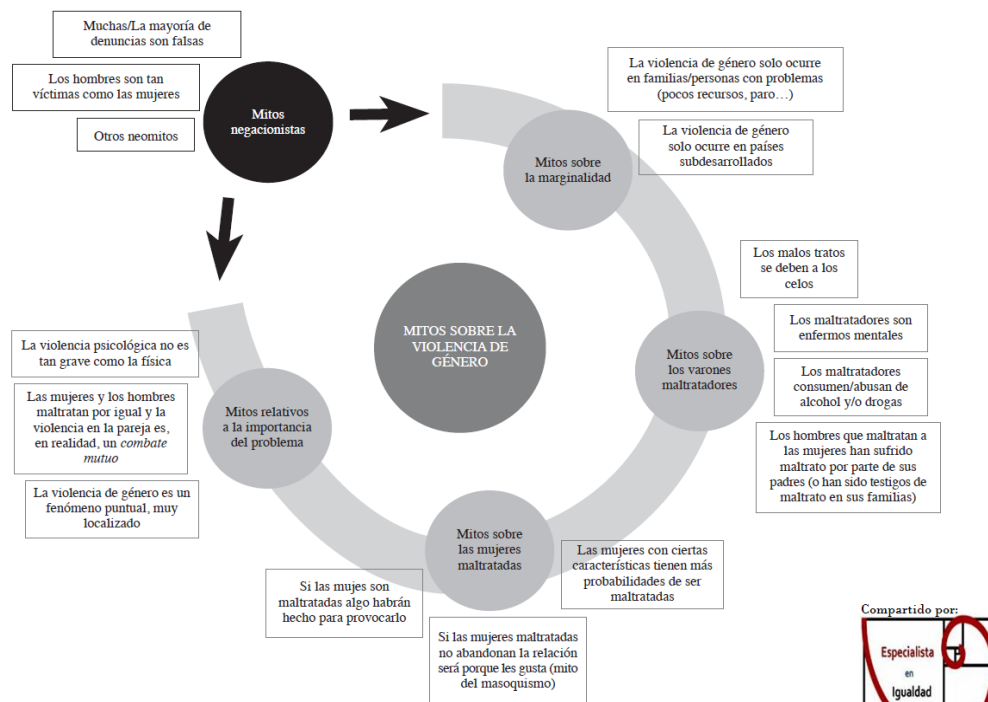 Muchas/La mayoría de
denuncias son falsas
Los hombres son tan
víctimas como las mujeres
Otros neomitos
Mitos
negacionistas
La violencia de género solo ocurre
en familias/personas con problemas
(pocos recursos, paro…)
La violencia de género
solo ocurre en países
subdesarrollados
Mitos sobre
la marginalidad
Los malos tratos
se deben a los
celos
Los maltratadores son
enfermos mentales
Los maltratadores
consumen/abusan de
alcohol y/o drogas
Los hombres que maltratan a
las mujeres han sufrido
maltrato por parte de sus
padres (o han sido testigos de
maltrato en sus familias)
Mitos sobre
los varones
maltratadores
MITOS SOBRE LA
VIOLENCIA DE
GÉNERO
La violencia psicológica no es
tan grave como la física
Las mujeres y los hombres
maltratan por igual y la
violencia en la pareja es,
en realidad, un combate
mutuo
La violencia de género es un
fenómeno puntual, muy
localizado
Mitos relativos
a la importancia
del problema
Mitos sobre
las mujeres
maltratadas
Las mujeres con ciertas
características tienen más
probabilidades de ser
maltratadas
Si las mujes son
maltratadas algo habrán
hecho para provocarlo
Si las mujeres maltratadas
no abandonan la relación
será porque les gusta (mito
del masoquismo)
Compartido por:
Especialista
en
Igualdad